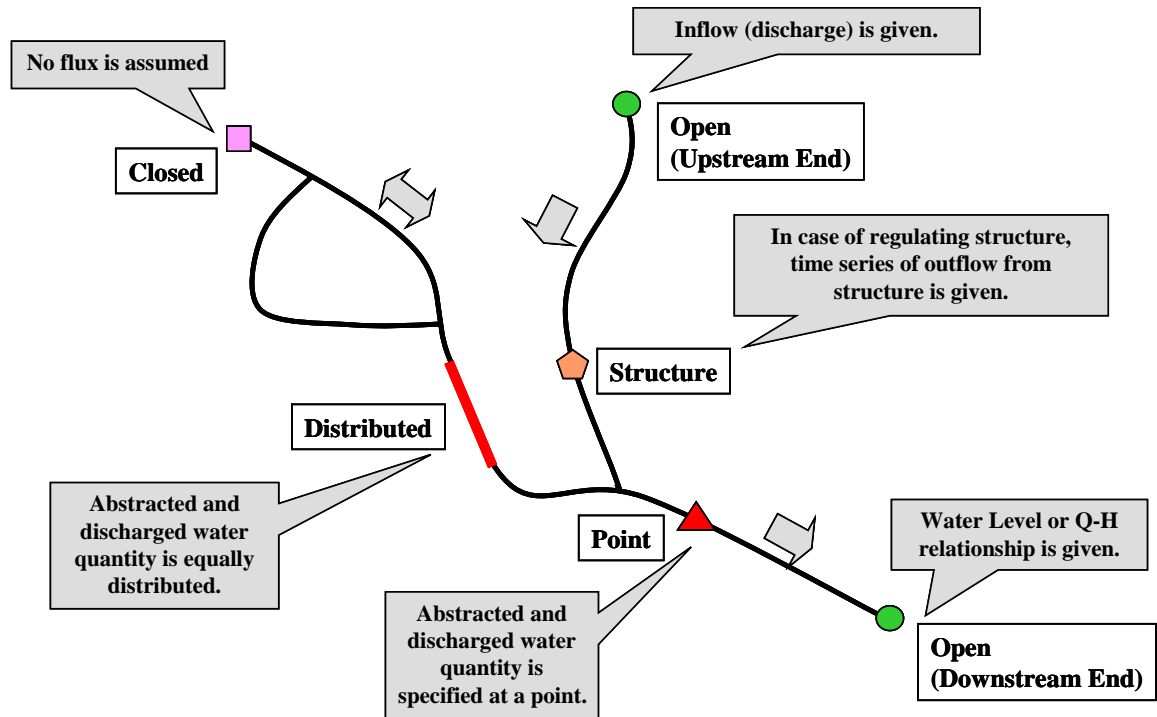 Inflow (discharge) is given.
No flux is assumed
Open
(Upstream End)
Closed
In case of regulating structure,
time series of outflow from
structure is given.
Structure
Distributed
Abstracted and
discharged water
quantity is equally
distributed.
Point
Water Level or Q-H
relationship is given.
Abstracted and
discharged water
quantity is
specified at a point.
Open
(Downstream End)